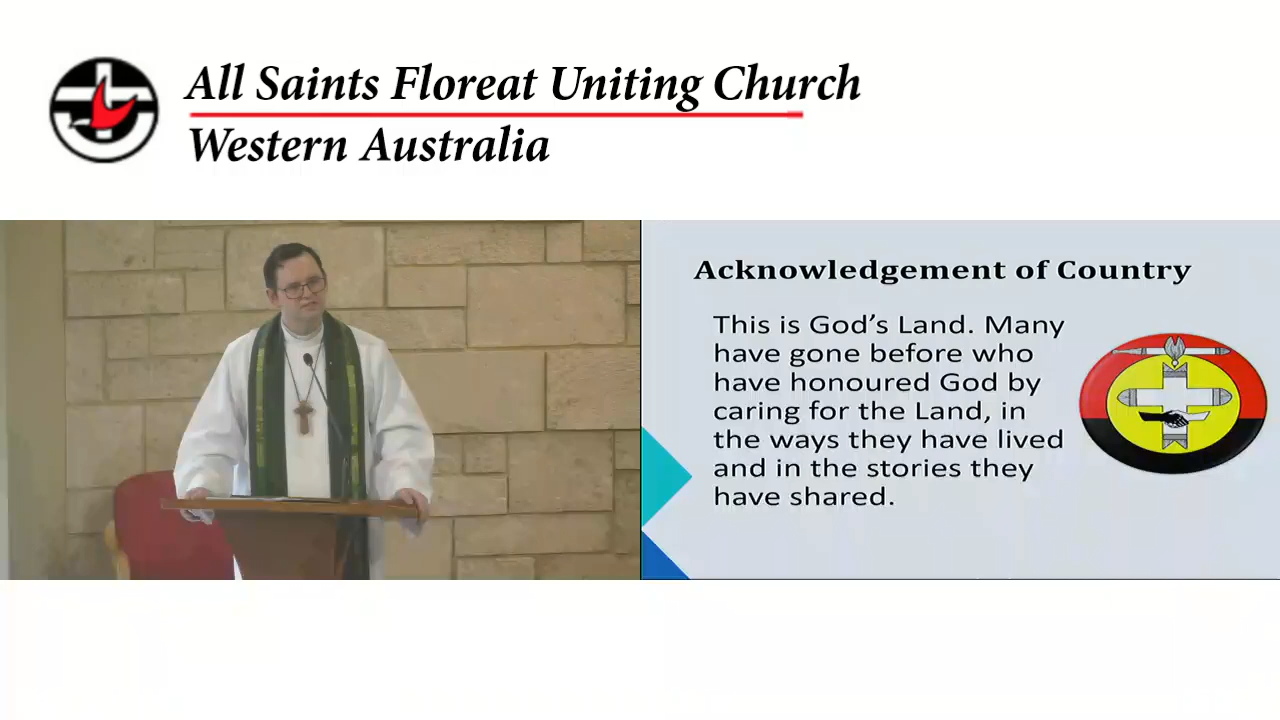 All Saints Floreat Uniting Church
Western Australia
Acknowledgement of Country
This is God’s Land. Many
have gone before who
have honoured God by
caring for the Land, in
the ways they have lived
and in the stories they
have shared.